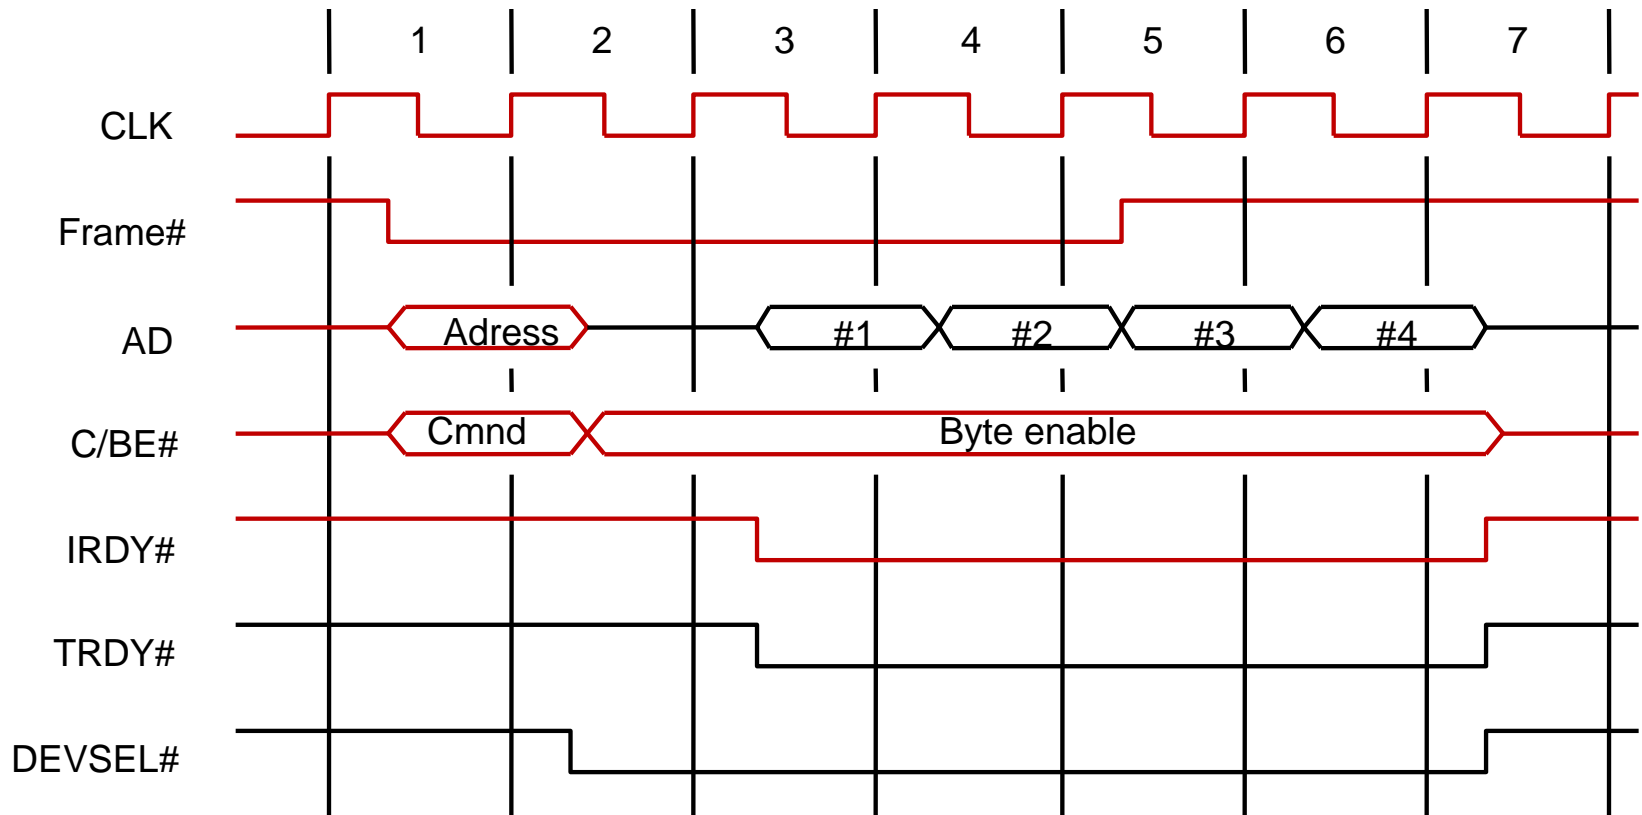 1 2 3 4 5 6 7
CLK
Frame#
AD Adress #1 #2 #3 #4
C/BE# Cmnd Byte enable
IRDY#
TRDY#
DEVSEL#